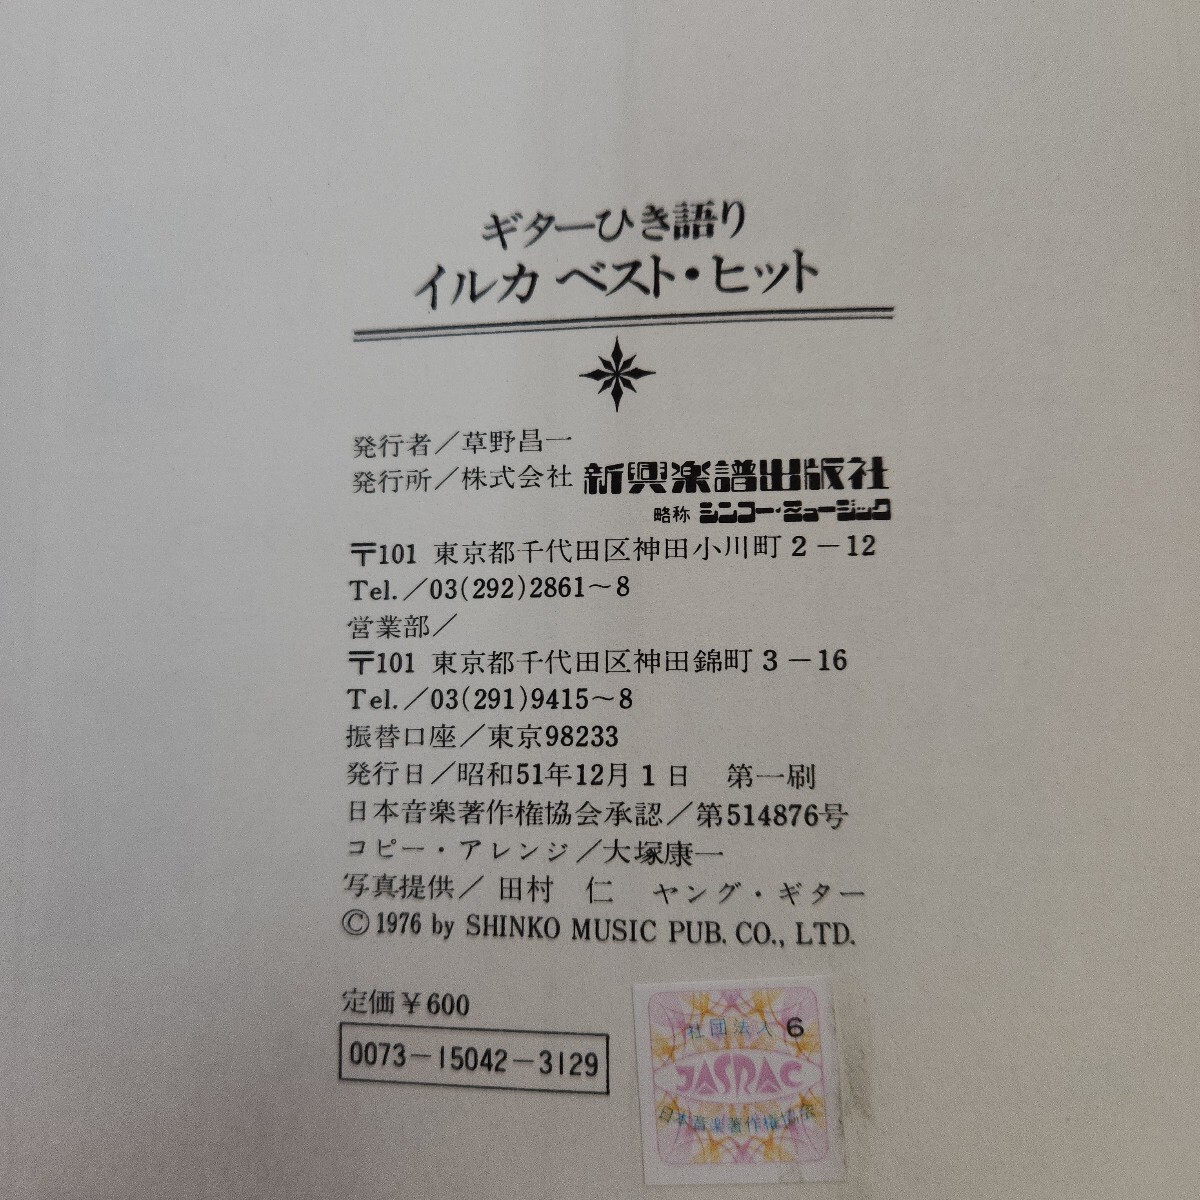 ギターひき語り
イルカ ベスト・ヒット
発行者／草野昌一
発行所／株式会社 新興楽譜出版社
略称 シンコー・ミュージック
〒101 東京都千代田区神田小川町2－12
Tel.／03(292)2861～8
営業部／
〒101 東京都千代田区神田錦町3－16
Tel.／03(291)9415～8
振替口座／東京98233
発行日／昭和51年12月1日 第一刷
日本音楽著作権協会承認／第514876号
コピー・アレンジ／大塚康一
写真提供／田村 仁 ヤング・ギター
©1976 by SHINKO MUSIC PUB. CO., LTD.
定価￥600
0073－15042－3129
社団法人 6
JASRAC
日本音楽著作権協会